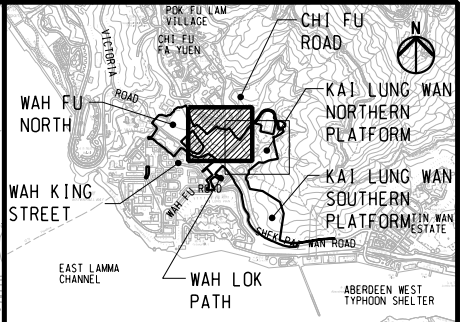 POK FU LAM
VILLAGE
CHI FU
FA YUEN
CHI FU
ROAD
VICTORIA
ROAD
N
WAH FU
NORTH
KAI LUNG WAN
NORTHERN
PLATFORM
WAH KING
STREET
WAH FU ROAD
KAI LUNG WAN
SOUTHERN
PLATFORM
TIN WAN
ESTATE
SHEK PAI WAN ROAD
EAST LAMMA
CHANNEL
WAH LOK
PATH
ABERDEEN WEST
TYPHOON SHELTER